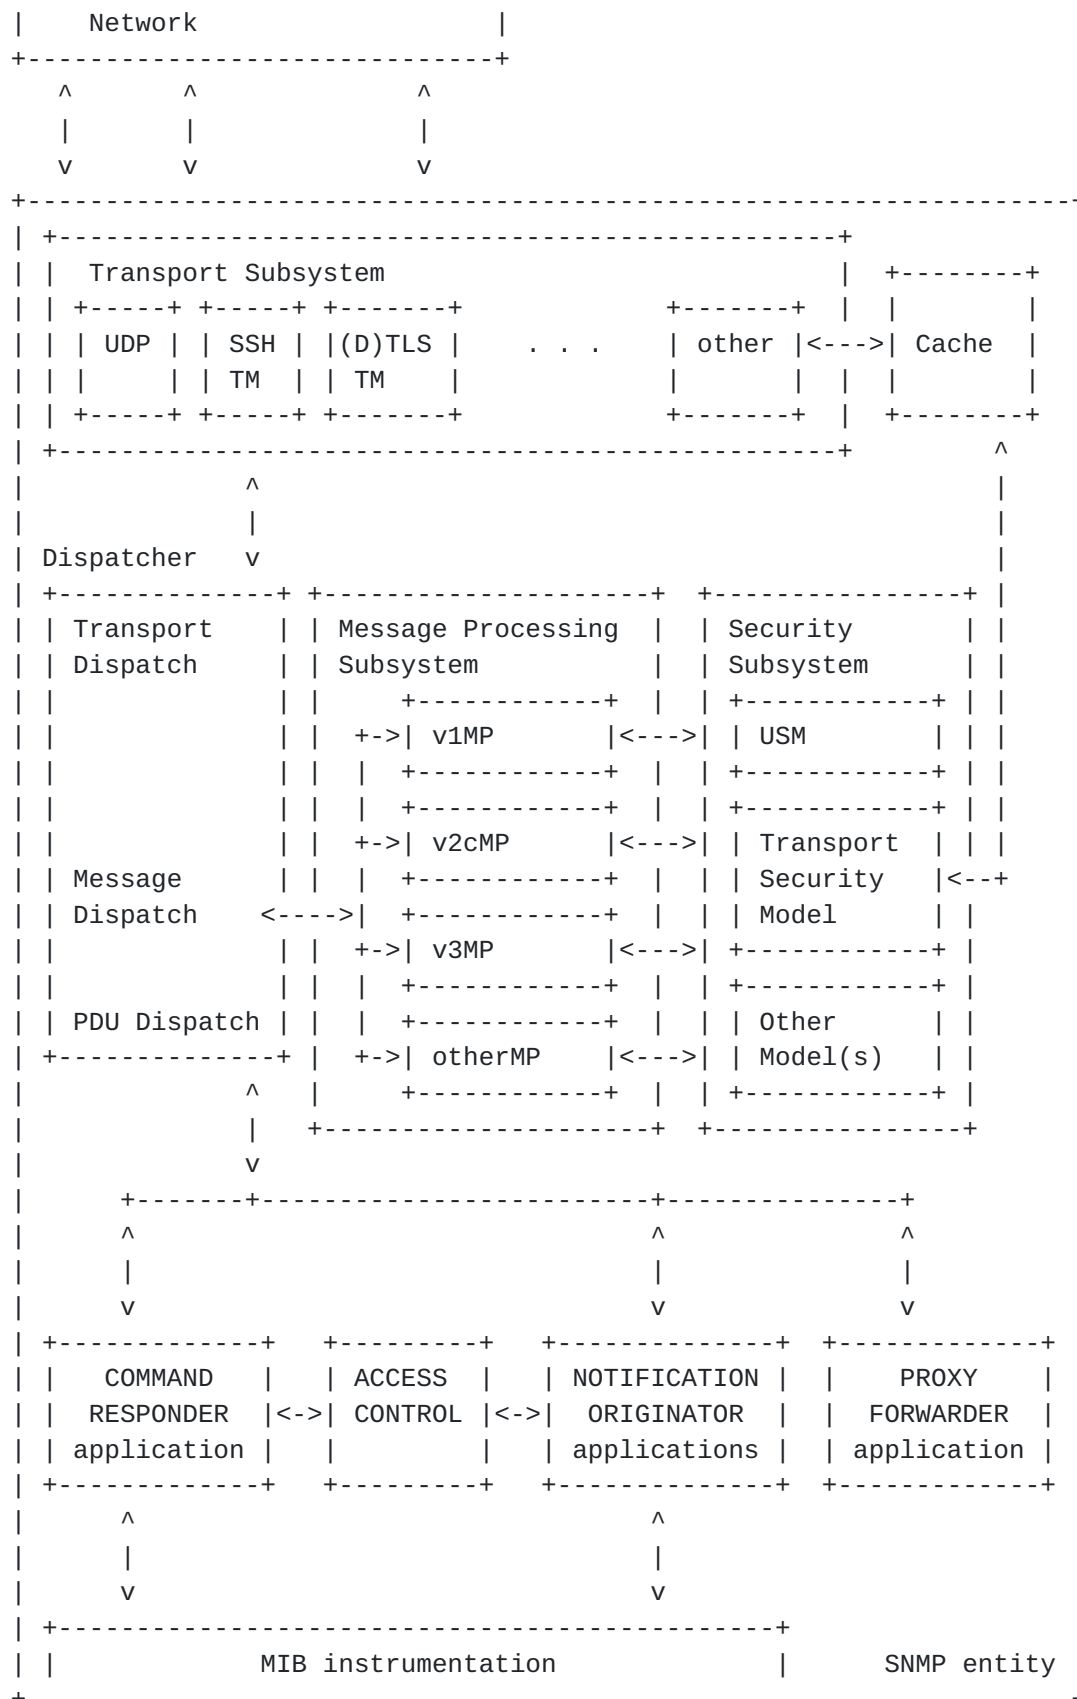 |    Network                   |
+------------------------------+
   ^       ^              ^
   |       |              |
   v       v              v
+-------------------------------------------------------------------+
| +--------------------------------------------------+
| |  Transport Subsystem                             |  +--------+
| | +-----+ +-----+ +-------+             +-------+  |  |        |
| | | UDP | | SSH | |(D)TLS |    . . .    | other |<--->| Cache  |
| | |     | | TM  | | TM    |             |       |  |  |        |
| | +-----+ +-----+ +-------+             +-------+  |  +--------+
| +--------------------------------------------------+         ^
|              ^                                               |
|              |                                               |
| Dispatcher   v                                               |
| +--------------+ +---------------------+  +----------------+ |
| | Transport    | | Message Processing  |  | Security       | |
| | Dispatch     | | Subsystem           |  | Subsystem      | |
| |              | |     +------------+  |  | +------------+ | |
| |              | |  +->| v1MP       |<--->| | USM        | | |
| |              | |  |  +------------+  |  | +------------+ | |
| |              | |  |  +------------+  |  | +------------+ | |
| |              | |  +->| v2cMP      |<--->| | Transport  | | |
| | Message      | |  |  +------------+  |  | | Security   |<--+
| | Dispatch    <---->|  +------------+  |  | | Model      | |
| |              | |  +->| v3MP       |<--->| +------------+ |
| |              | |  |  +------------+  |  | +------------+ |
| | PDU Dispatch | |  |  +------------+  |  | | Other      | |
| +--------------+ |  +->| otherMP    |<--->| | Model(s)   | |
|              ^   |     +------------+  |  | +------------+ |
|              |   +---------------------+  +----------------+
|              v
|      +-------+-------------------------+---------------+
|      ^                                 ^               ^
|      |                                 |               |
|      v                                 v               v
| +-------------+   +---------+   +--------------+  +-------------+
| |   COMMAND   |   | ACCESS  |   | NOTIFICATION |  |    PROXY    |
| |  RESPONDER  |<->| CONTROL |<->|  ORIGINATOR  |  |  FORWARDER  |
| | application |   |         |   | applications |  | application |
| +-------------+   +---------+   +--------------+  +-------------+
|      ^                                 ^
|      |                                 |
|      v                                 v
| +----------------------------------------------+
| |             MIB instrumentation              |      SNMP entity
+-------------------------------------------------------------------+